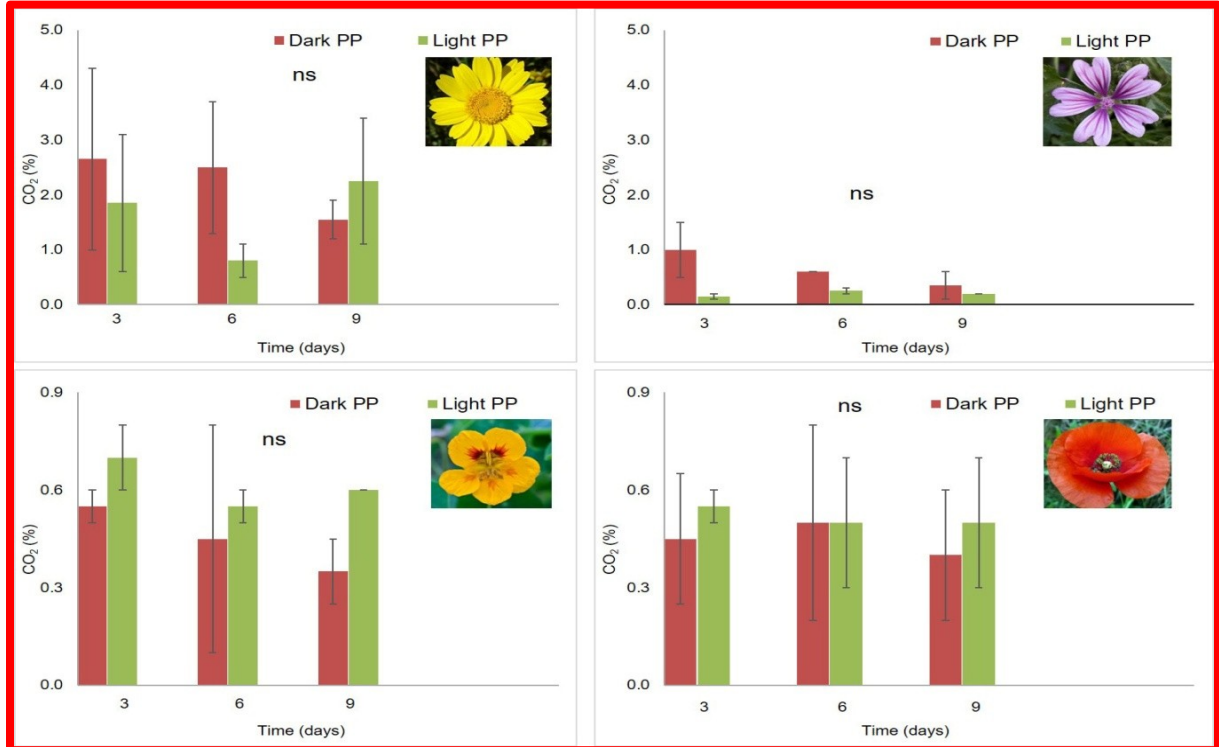 5.0
Dark PP Light PP
ns
4.0
3.0
2.0
1.0
0.0
CO₂ (%)
3 6 9
Time (days)
5.0
Dark PP Light PP
4.0
3.0
ns
2.0
1.0
0.0
CO₂ (%)
3 6 9
Time (days)
0.9
Dark PP Light PP
ns
0.6
0.3
0.0
CO₂ (%)
3 6 9
Time (days)
0.9
Dark PP Light PP
ns
0.6
0.3
0.0
CO₂ (%)
3 6 9
Time (days)